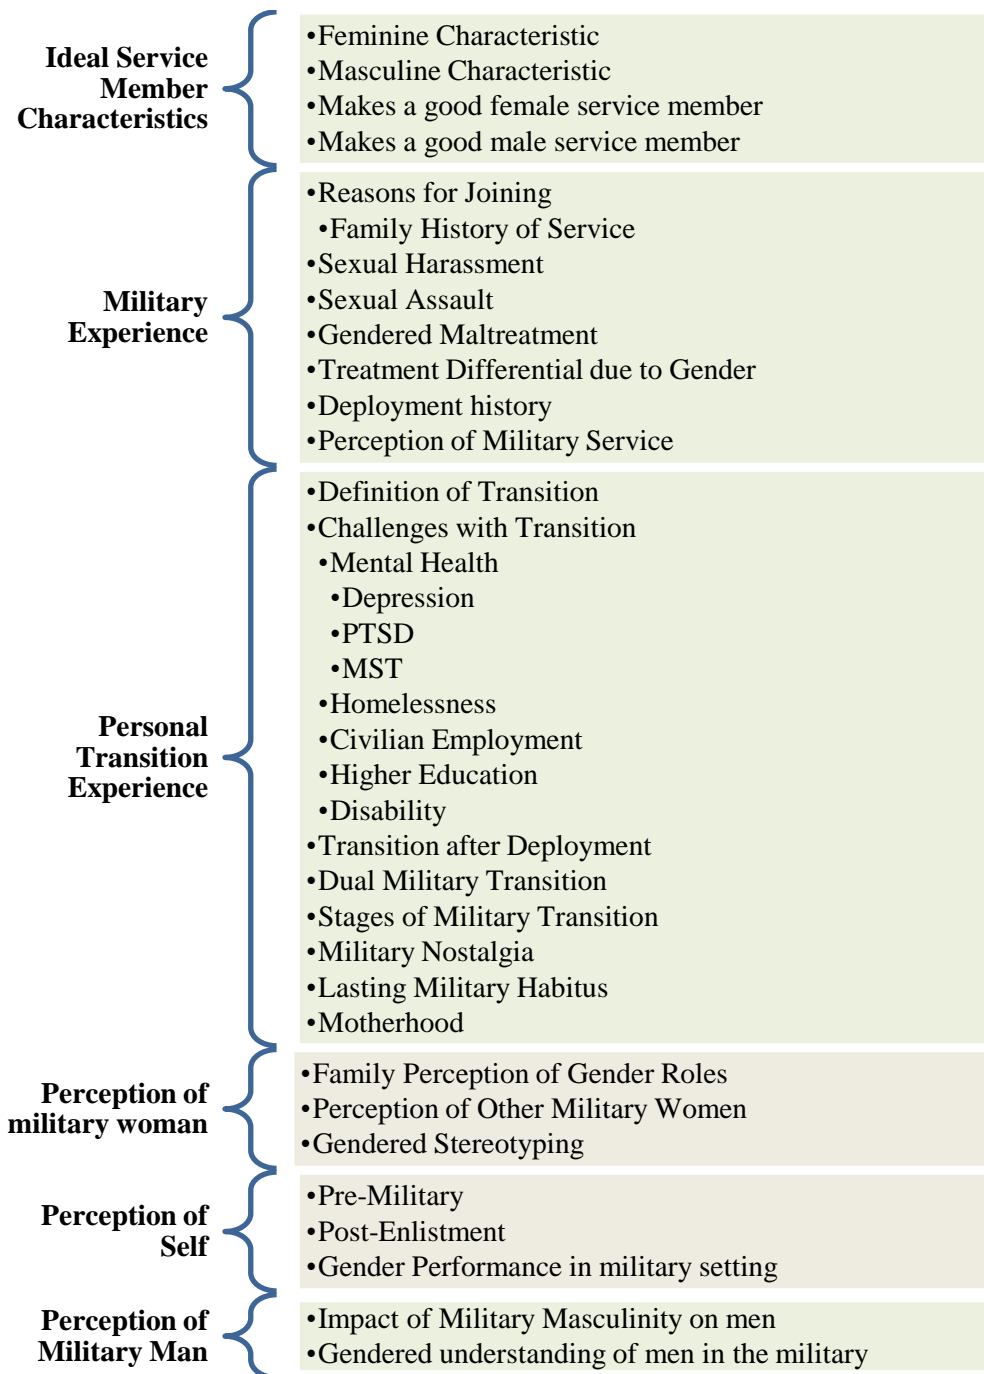 Ideal Service
Member
Characteristics
•Feminine Characteristic
•Masculine Characteristic
•Makes a good female service member
•Makes a good male service member
Military
Experience
•Reasons for Joining
•Family History of Service
•Sexual Harassment
•Sexual Assault
•Gendered Maltreatment
•Treatment Differential due to Gender
•Deployment history
•Perception of Military Service
Personal
Transition
Experience
•Definition of Transition
•Challenges with Transition
•Mental Health
•Depression
•PTSD
•MST
•Homelessness
•Civilian Employment
•Higher Education
•Disability
•Transition after Deployment
•Dual Military Transition
•Stages of Military Transition
•Military Nostalgia
•Lasting Military Habitus
•Motherhood
Perception of
military woman
•Family Perception of Gender Roles
•Perception of Other Military Women
•Gendered Stereotyping
Perception of
Self
•Pre-Military
•Post-Enlistment
•Gender Performance in military setting
Perception of
Military Man
•Impact of Military Masculinity on men
•Gendered understanding of men in the military